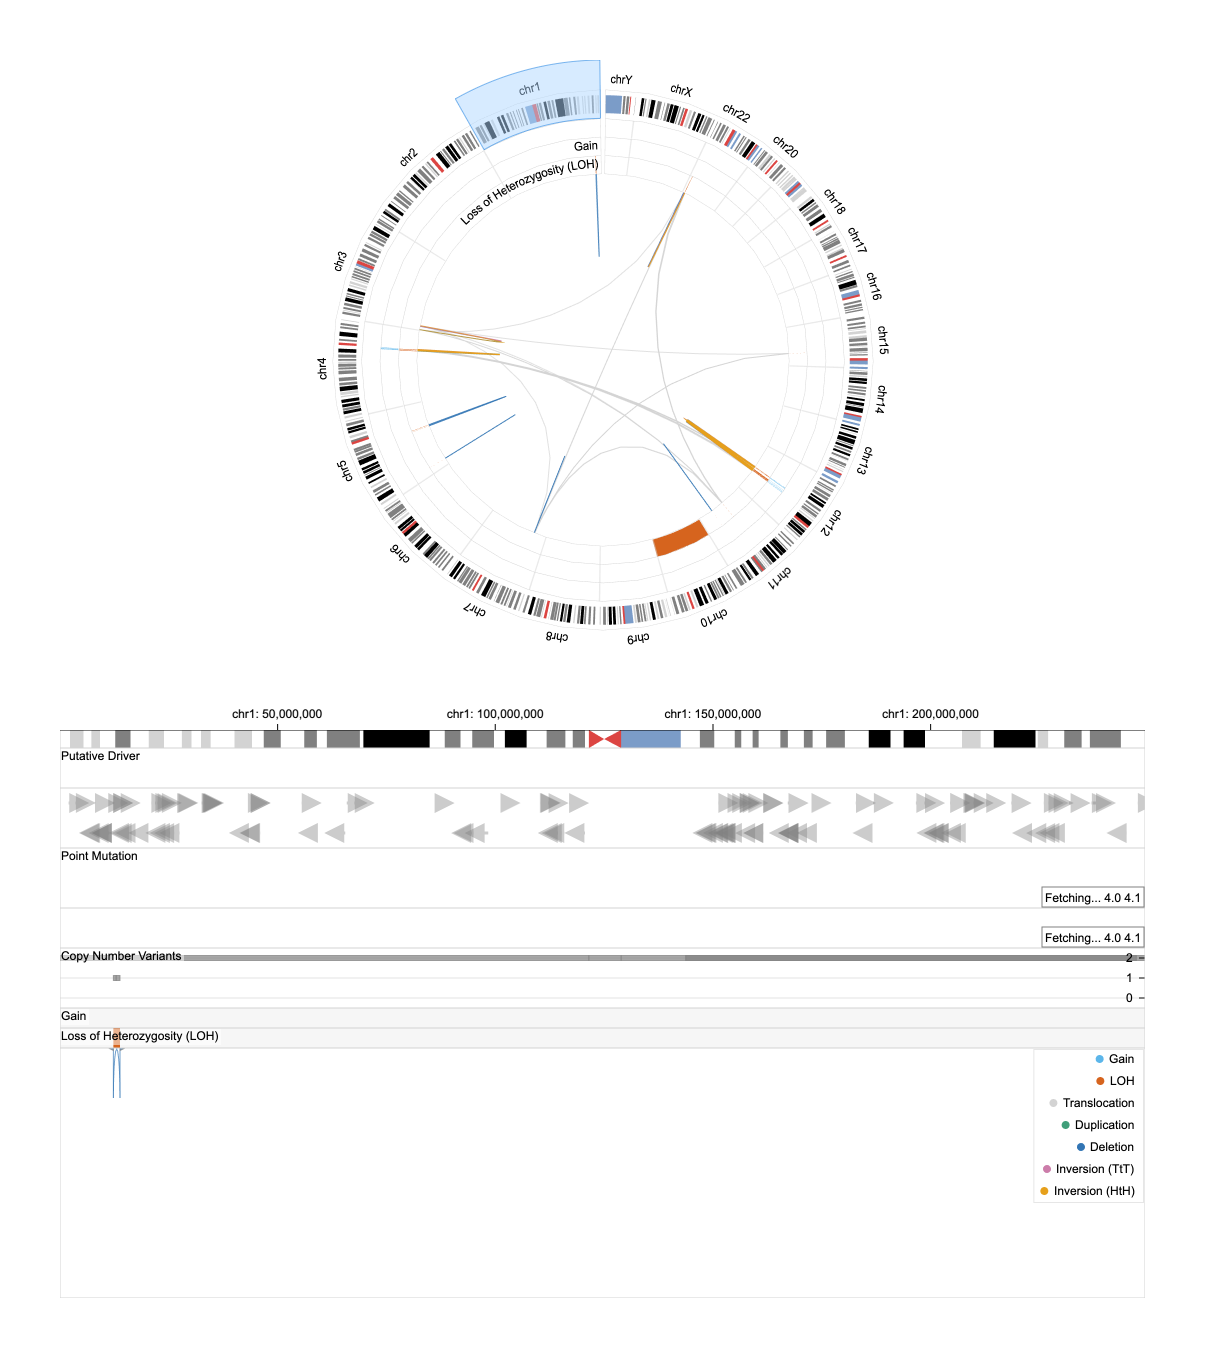 chr1
chrY
chrX
chr22
chr20
chr18
chr17
chr16
chr15
chr14
chr13
chr12
chr11
chr10
chr9
chr8
chr7
chr6
chr5
chr4
chr3
chr2
Gain
Loss of Heterozygosity (LOH)
chr1: 50,000,000 chr1: 100,000,000 chr1: 150,000,000 chr1: 200,000,000
Putative Driver
Point Mutation
Fetching... 4.0 4.1
Fetching... 4.0 4.1
Copy Number Variants
2
1
0
Gain
Loss of Heterozygosity (LOH)
Gain
LOH
Translocation
Duplication
Deletion
Inversion (TtT)
Inversion (HtH)